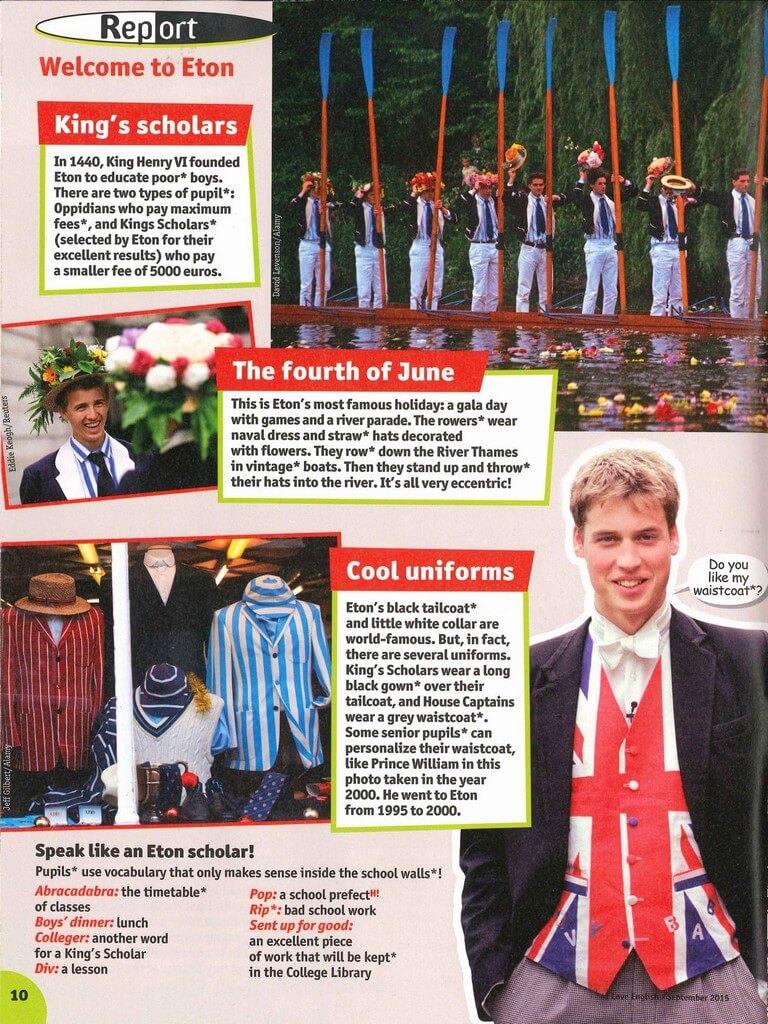 Report
Welcome to Eton
King's scholars
In 1440, King Henry VI founded
Eton to educate poor* boys.
There are two types of pupil*:
Oppidians who pay maximum
fees*, and Kings Scholars*
(selected by Eton for their
excellent results) who pay
a smaller fee of 5000 euros.
David Levenson/Alamy
Eddie Keogh/Reuters
The fourth of June
This is Eton's most famous holiday: a gala day
with games and a river parade. The rowers* wear
naval dress and straw* hats decorated
with flowers. They row* down the River Thames
in vintage* boats. Then they stand up and throw*
their hats into the river. It's all very eccentric!
Jeff Gilbert/Alamy
Cool uniforms
Eton's black tailcoat*
and little white collar are
world-famous. But, in fact,
there are several uniforms.
King's Scholars wear a long
black gown* over their
tailcoat, and House Captains
wear a grey waistcoat*.
Some senior pupils* can
personalize their waistcoat,
like Prince William in this
photo taken in the year
2000. He went to Eton
from 1995 to 2000.
Do you
like my
waistcoat*?
Speak like an Eton scholar!
Pupils* use vocabulary that only makes sense inside the school walls*!
Abracadabra: the timetable*
of classes
Boys' dinner: lunch
Colleger: another word
for a King's Scholar
Div: a lesson
Pop: a school prefectH!
Rip*: bad school work
Sent up for good:
an excellent piece
of work that will be kept*
in the College Library
10
Love English • September 2015